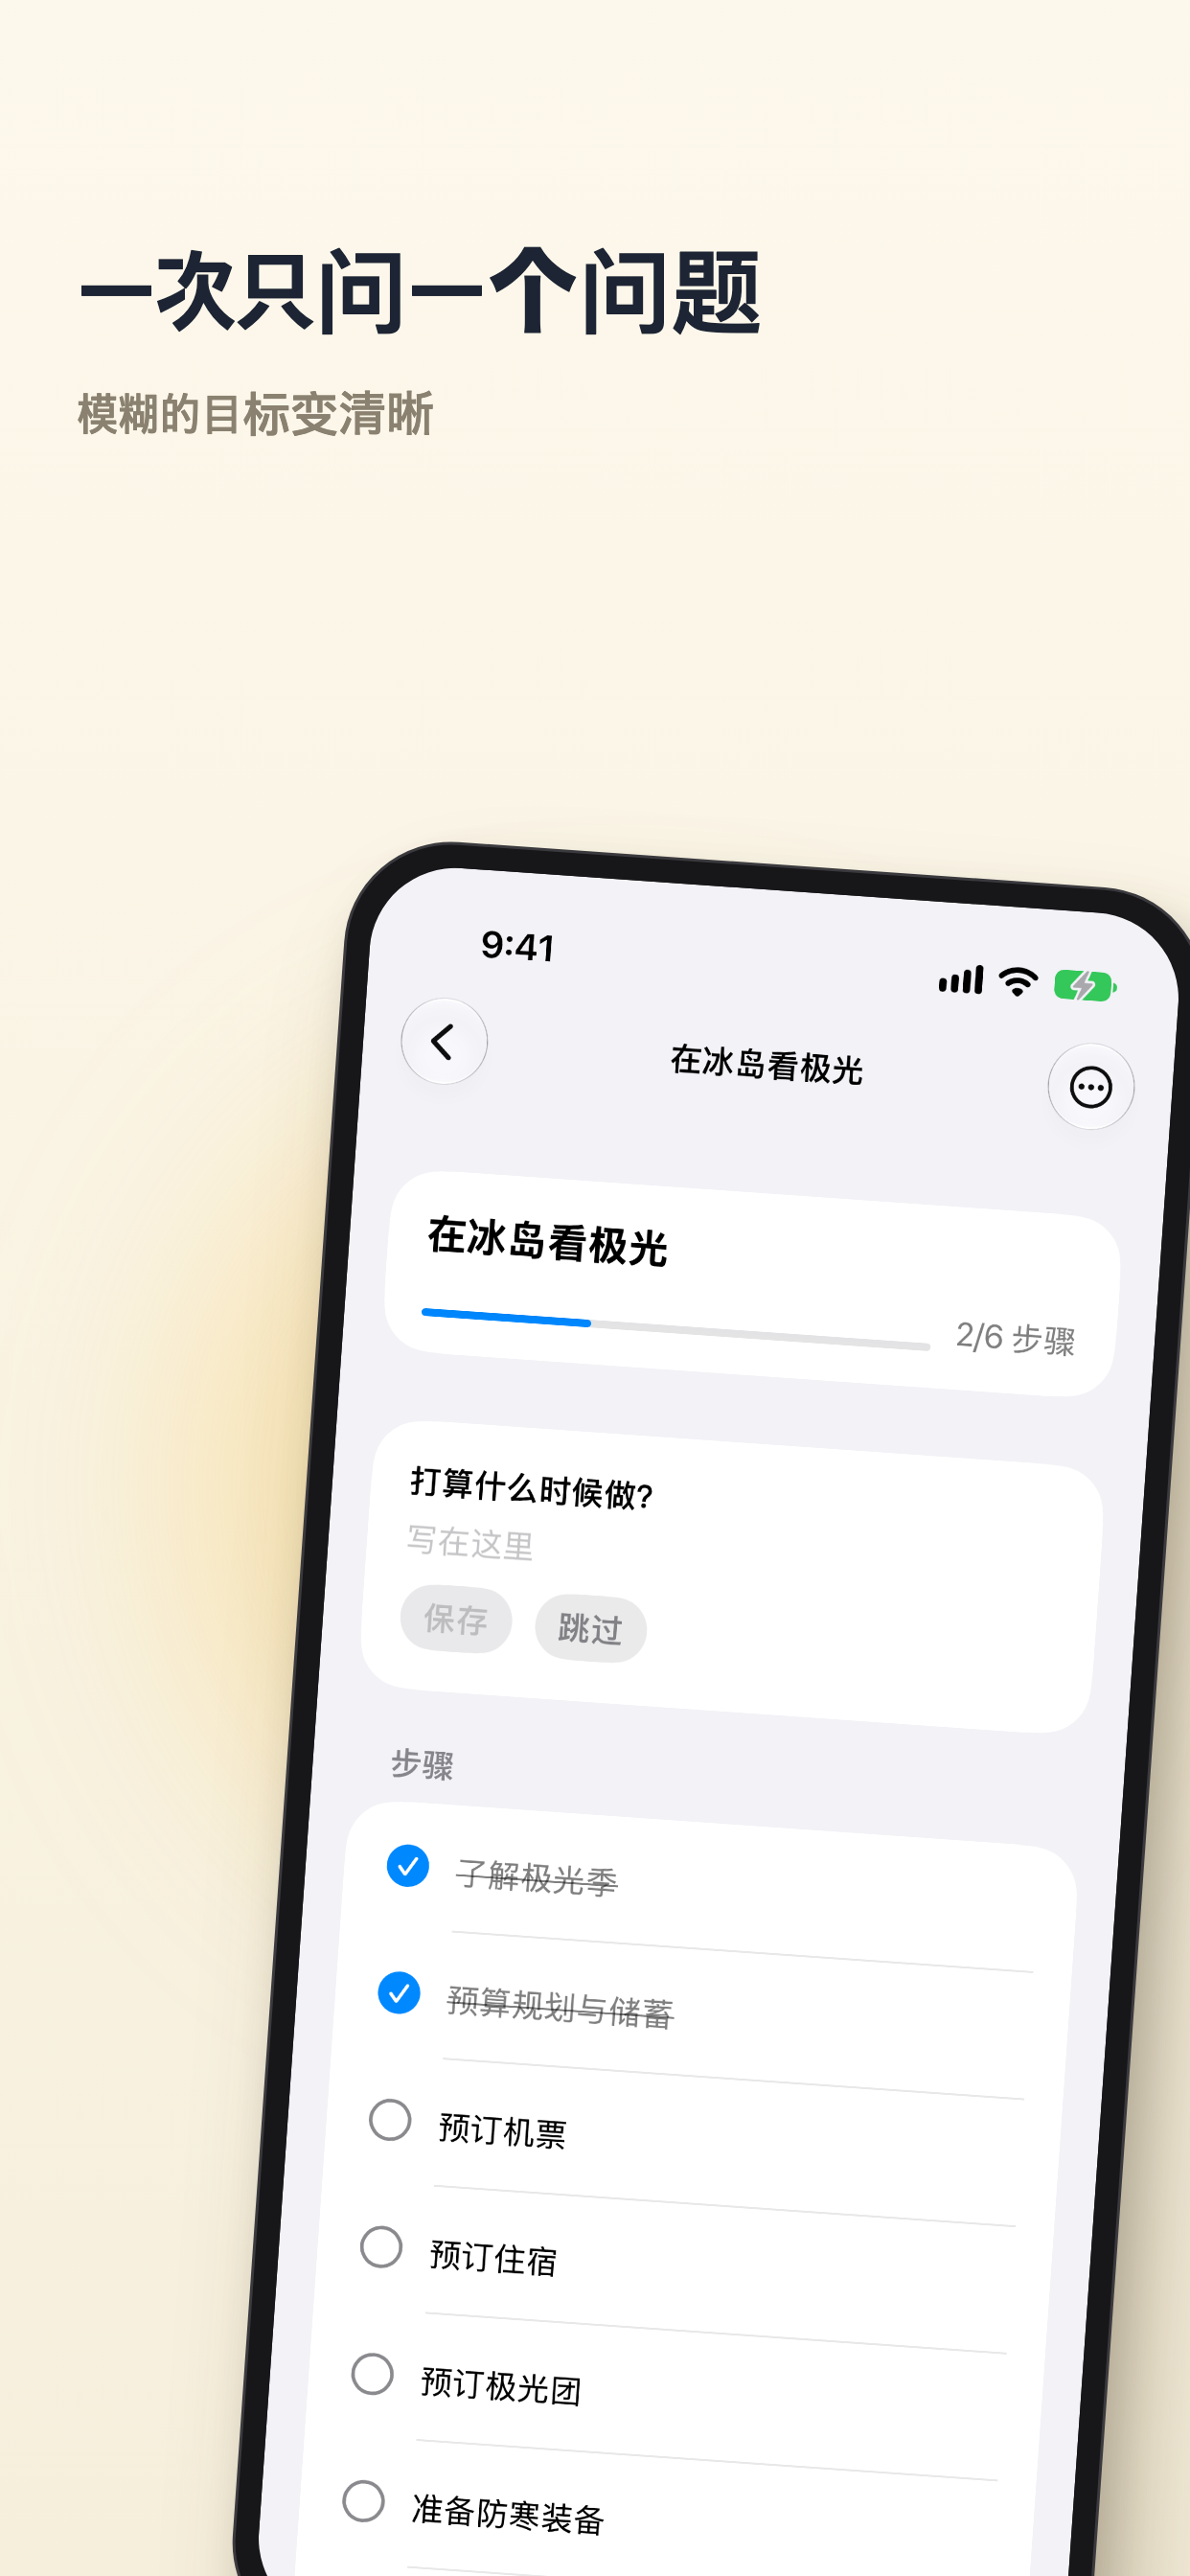 一次只问一个问题
模糊的目标变清晰
9:41
在冰岛看极光
在冰岛看极光
2/6 步骤
打算什么时候做?
写在这里
保存
跳过
步骤
了解极光季
预算规划与储蓄
预订机票
预订住宿
预订极光团
准备防寒装备